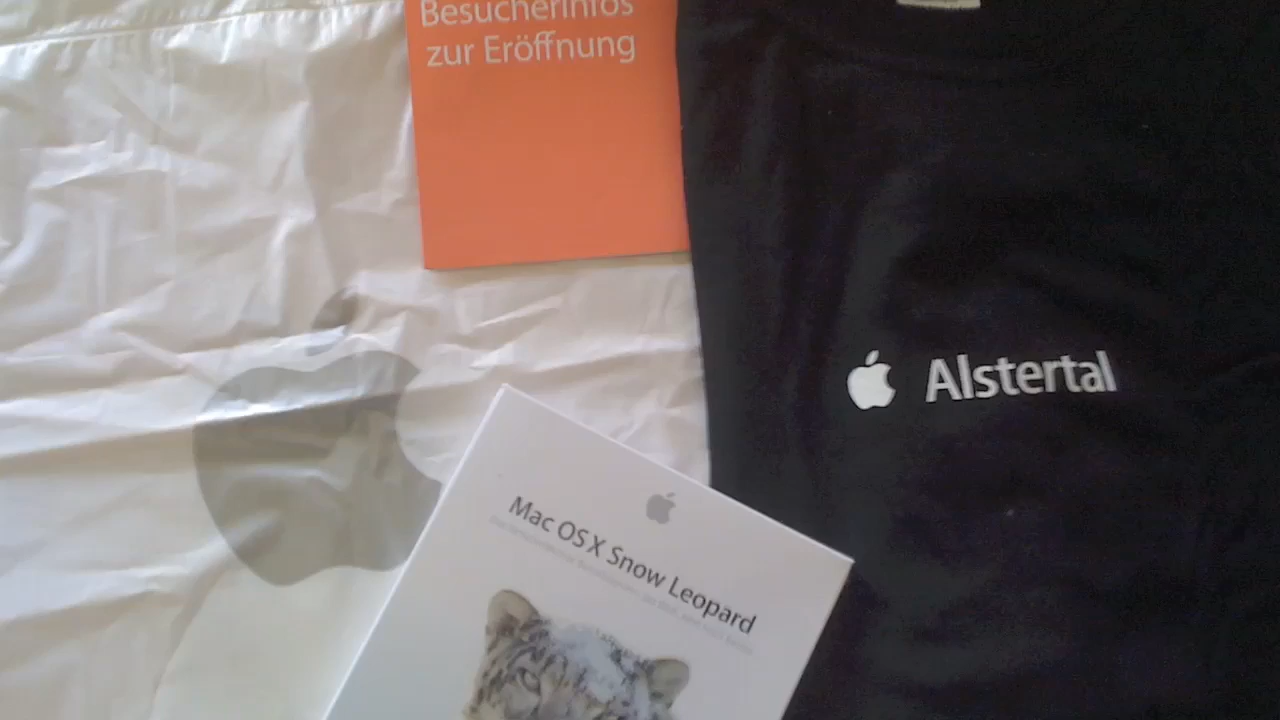 Besucherinfos
zur Eröffnung
Alstertal
Mac OS X Snow Leopard